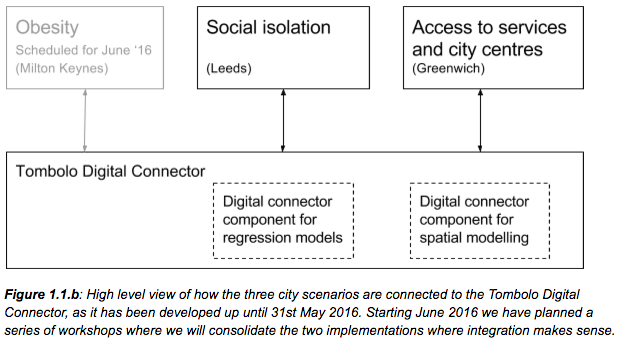 Obesity
Scheduled for June ‘16
(Milton Keynes)
Social isolation
(Leeds)
Access to services
and city centres
(Greenwich)
Tombolo Digital Connector
Digital connector
component for
regression models
Digital connector
component for
spatial modelling
Figure 1.1.b: High level view of how the three city scenarios are connected to the Tombolo Digital
Connector, as it has been developed up until 31st May 2016. Starting June 2016 we have planned a
series of workshops where we will consolidate the two implementations where integration makes sense.